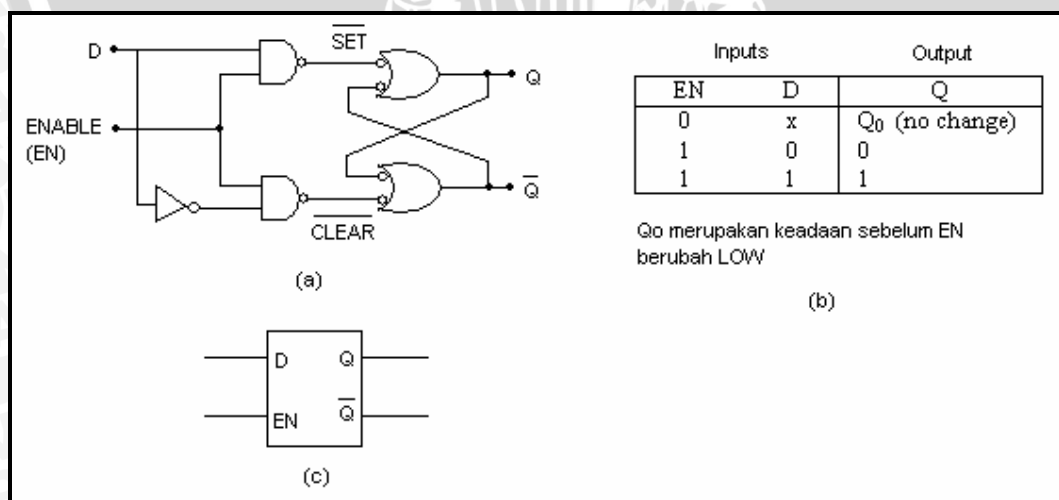 D
SET
Q
ENABLE
(EN)
Q
CLEAR
(a)
Inputs Output
EN D Q
0 x Q₀ (no change)
1 0 0
1 1 1
Qo merupakan keadaan sebelum EN
berubah LOW
(b)
D Q
EN Q
(c)